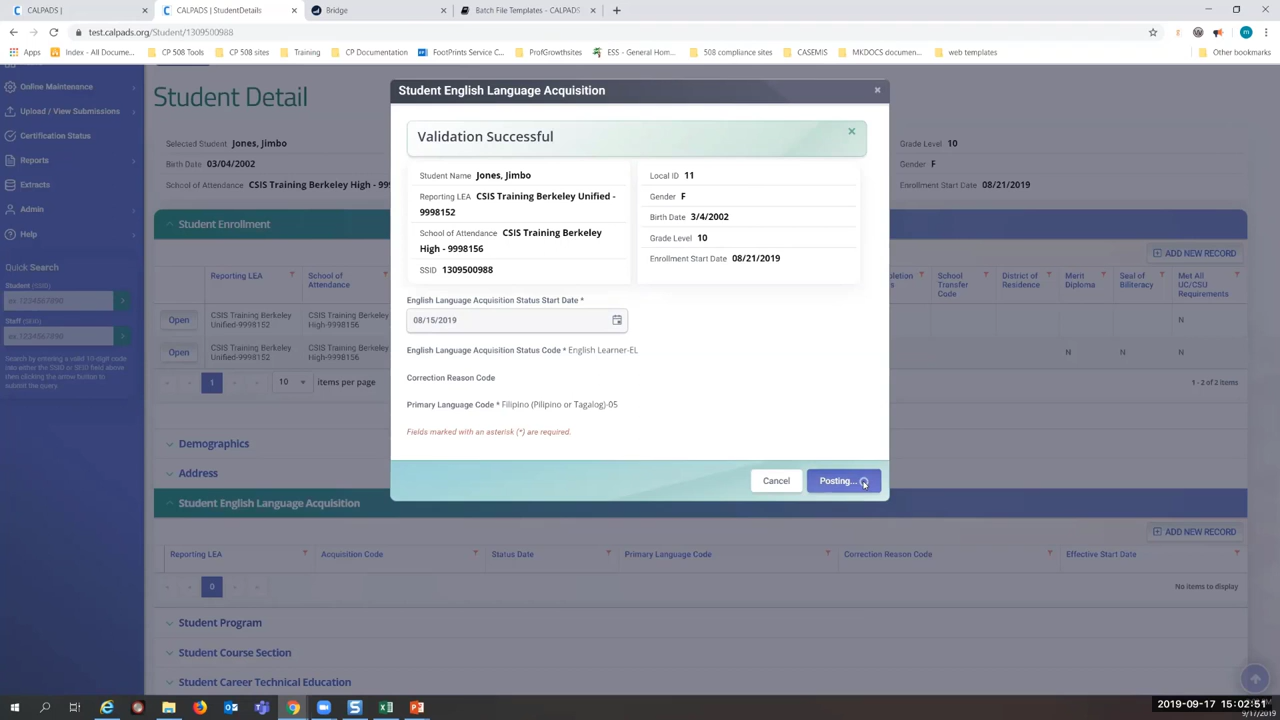 CALPADS |
CALPADS | StudentDetails
Bridge
Batch File Templates - CALPADS
test.calpads.org/Student/1309500988
Apps
Index - All Docume...
CP 508 Tools
CP 508 sites
Training
CP Documentation
FootPrints Service C...
ProfGrowthsites
ESS - General Hom...
508 compliance sites
CASEMIS
MKDOCS documen...
web templates
Other bookmarks
Online Maintenance
Upload / View Submissions
Certification Status
Reports
Extracts
Admin
Help
Quick Search
Student (SSID)
ex.1234567890
Staff (SEID)
ex.1234567890
Search by entering a valid 10-digit code
into either the SSID or SEID field above
then clicking the arrow button to
submit the query.
Student Detail
Selected Student Jones, Jimbo
Birth Date 03/04/2002
School of Attendance CSIS Training Berkeley High - 99
Grade Level 10
Gender F
Enrollment Start Date 08/21/2019
Student Enrollment
ADD NEW RECORD
Reporting LEA
School of
Attendance
School
Transfer
Code
District of
Residence
Merit
Diploma
Seal of
Biliteracy
Met All
UC/CSU
Requirements
Open
CSIS Training Berkeley
Unified-9998152
CSIS Training Berkeley
High-9998156
N
Open
CSIS Training Berkeley
Unified-9998152
CSIS Training Berkeley
High-9998156
N
N
1
10
items per page
1 - 2 of 2 items
Student English Language Acquisition
Validation Successful
Student Name Jones, Jimbo
Reporting LEA CSIS Training Berkeley Unified -
9998152
School of Attendance CSIS Training Berkeley
High - 9998156
SSID 1309500988
Local ID 11
Gender F
Birth Date 3/4/2002
Grade Level 10
Enrollment Start Date 08/21/2019
English Language Acquisition Status Start Date *
08/15/2019
English Language Acquisition Status Code * English Learner-EL
Correction Reason Code
Primary Language Code * Filipino (Pilipino or Tagalog)-05
Fields marked with an asterisk (*) are required.
Cancel
Posting...
Demographics
Address
Student English Language Acquisition
ADD NEW RECORD
Reporting LEA
Acquisition Code
Status Date
Primary Language Code
Correction Reason Code
Effective Start Date
0
No items to display
Student Program
Student Course Section
Student Career Technical Education
2019-09-17 15:02:51
9/17/2019